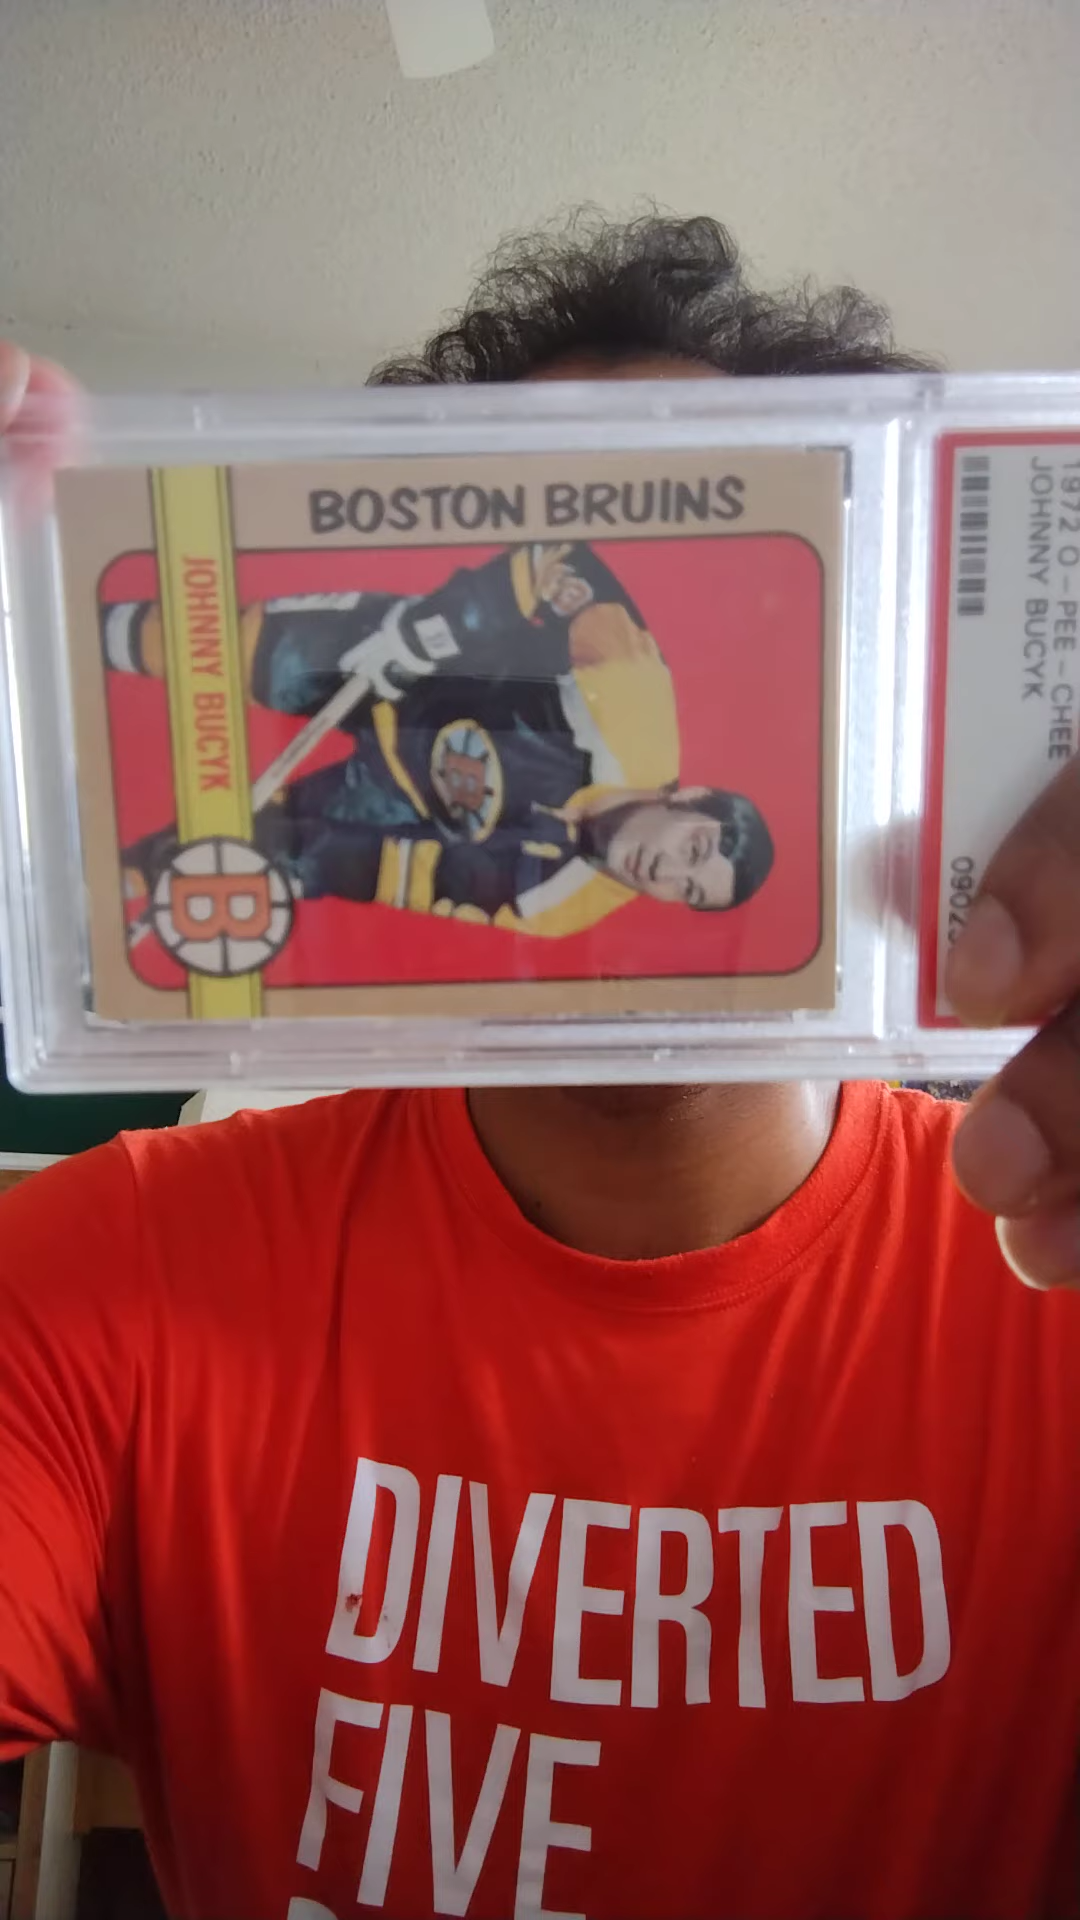 BOSTON BRUINS
JOHNNY BUCYK
B
1972 O-PEE-CHEE
JOHNNY BUCYK
DIVERTED
FIVE